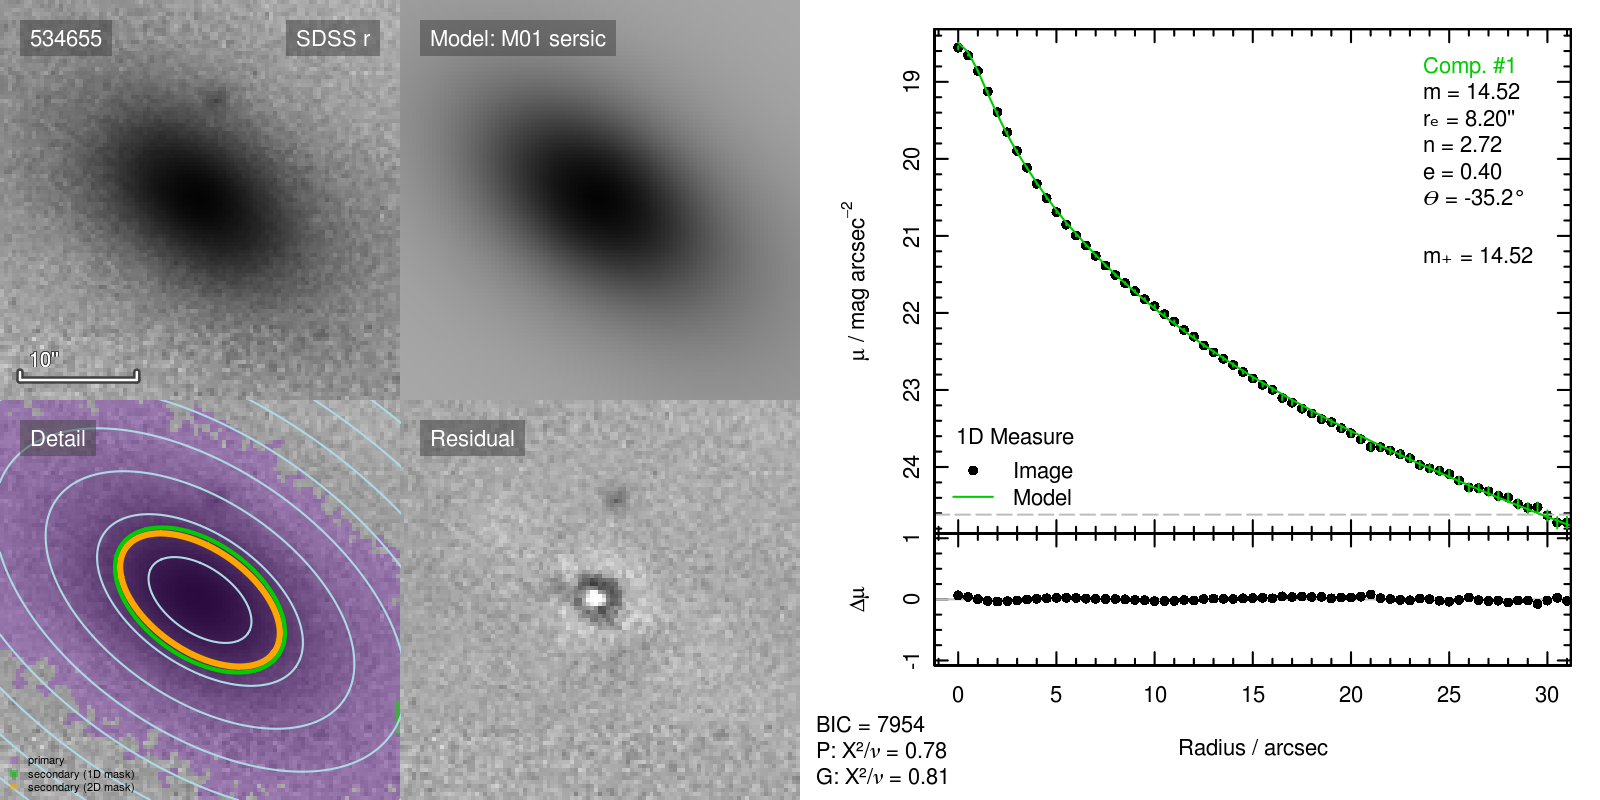 534655
SDSS r
10"
Model: M01 sersic
Detail
primary
secondary (1D mask)
secondary (2D mask)
Residual
μ / mag arcsec⁻²
19
20
21
22
23
24
Comp. #1
m = 14.52
rₑ = 8.20"
n = 2.72
e = 0.40
Θ = -35.2°
m₊ = 14.52
1D Measure
Image
Model
Δμ
1
0
-1
0 5 10 15 20 25 30
Radius / arcsec
BIC = 7954
P: X²/ν = 0.78
G: X²/ν = 0.81